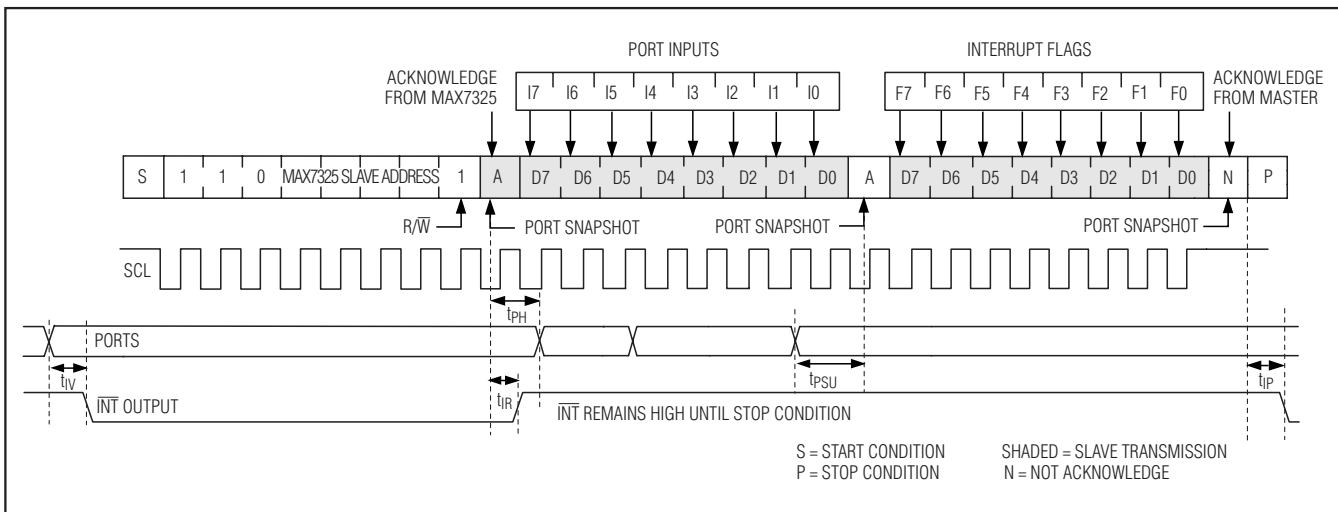 PORT INPUTS INTERRUPT FLAGS
ACKNOWLEDGE FROM MAX7325
I7 I6 I5 I4 I3 I2 I1 I0
F7 F6 F5 F4 F3 F2 F1 F0
ACKNOWLEDGE FROM MASTER
S 1 1 0 MAX7325 SLAVE ADDRESS 1 A D7 D6 D5 D4 D3 D2 D1 D0 A D7 D6 D5 D4 D3 D2 D1 D0 N P
R/W̅ PORT SNAPSHOT PORT SNAPSHOT PORT SNAPSHOT
SCL
tPH
PORTS
tIV tIR tPSU tIP
I̅N̅T̅ OUTPUT I̅N̅T̅ REMAINS HIGH UNTIL STOP CONDITION
S = START CONDITION SHADED = SLAVE TRANSMISSION
P = STOP CONDITION N = NOT ACKNOWLEDGE